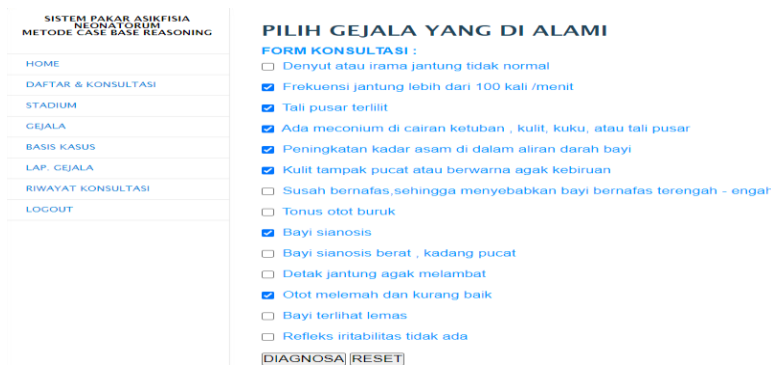 SISTEM PAKAR ASIKFISIA
NEONATORUM
METODE CASE BASE REASONING
HOME
DAFTAR & KONSULTASI
STADIUM
GEJALA
BASIS KASUS
LAP. GEJALA
RIWAYAT KONSULTASI
LOGOUT
PILIH GEJALA YANG DI ALAMI
FORM KONSULTASI :
Denyut atau irama jantung tidak normal
Frekuensi jantung lebih dari 100 kali /menit
Tali pusar terlilit
Ada meconium di cairan ketuban , kulit, kuku, atau tali pusar
Peningkatan kadar asam di dalam aliran darah bayi
Kulit tampak pucat atau berwarna agak kebiruan
Susah bernafas,sehingga menyebabkan bayi bernafas terengah - engah
Tonus otot buruk
Bayi sianosis
Bayi sianosis berat , kadang pucat
Detak jantung agak melambat
Otot melemah dan kurang baik
Bayi terlihat lemas
Refleks iritabilitas tidak ada
DIAGNOSA RESET